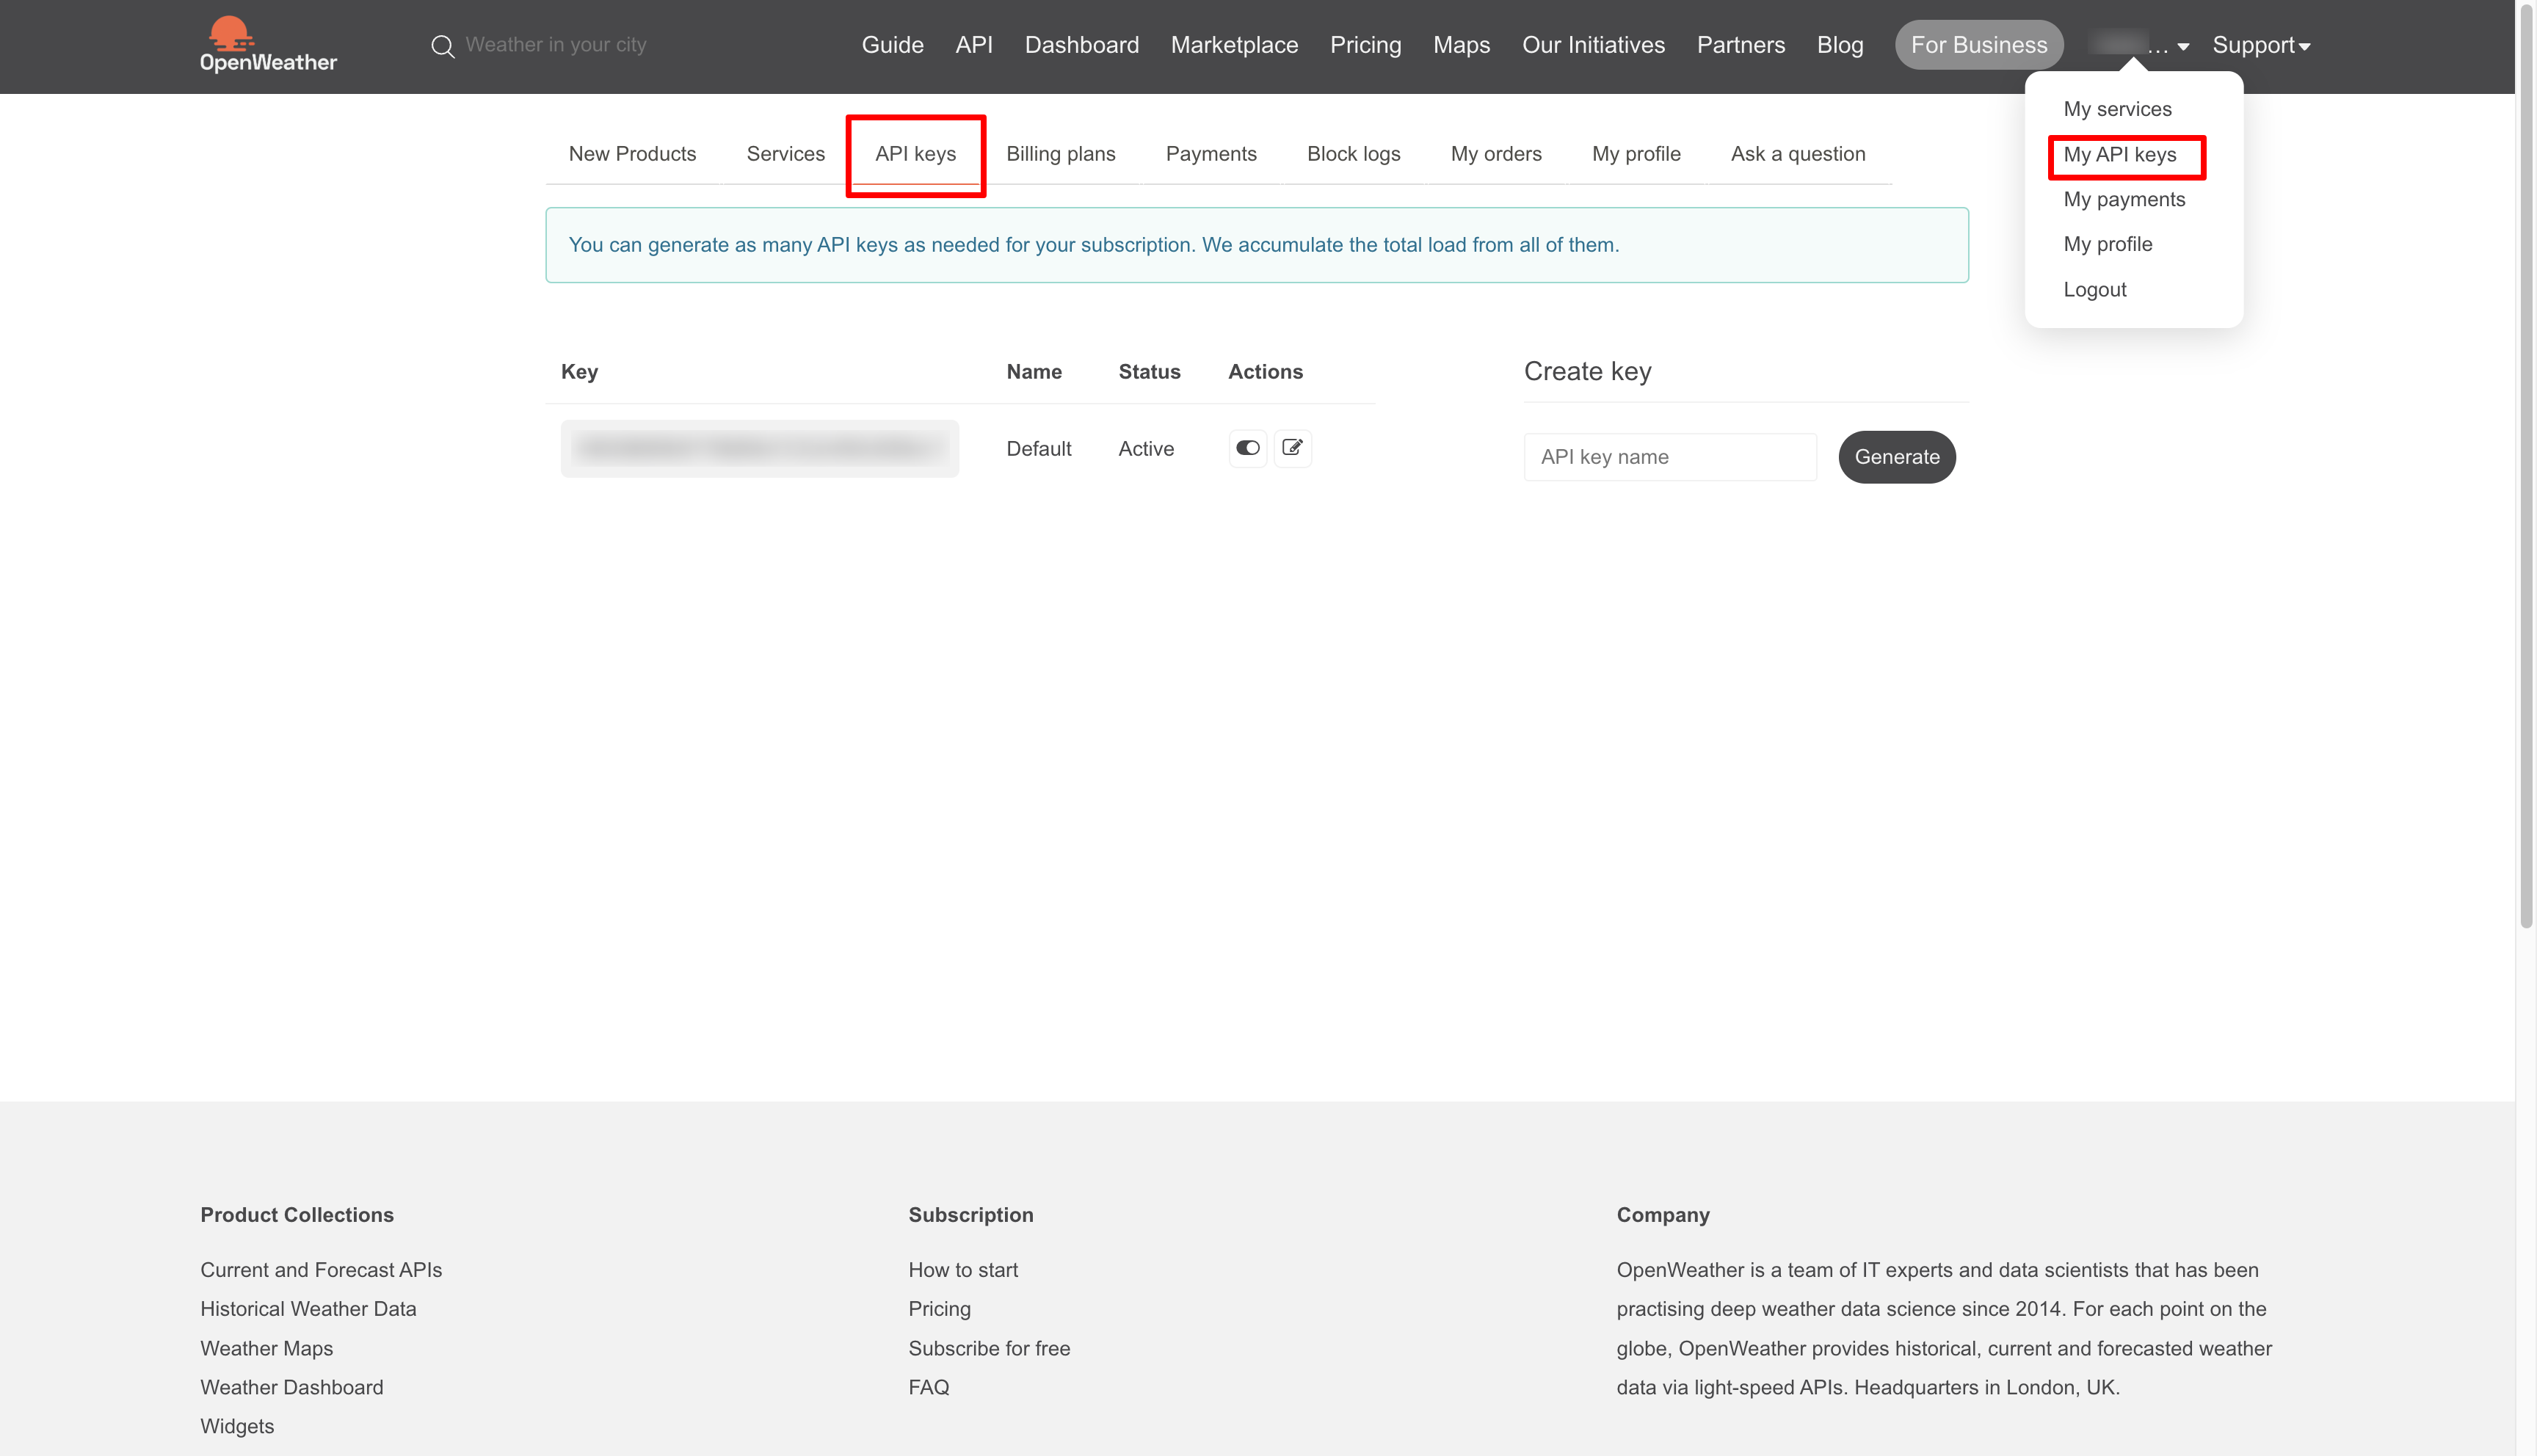 OpenWeather
Weather in your city
Guide API Dashboard Marketplace Pricing Maps Our Initiatives Partners Blog For Business ... Support
My services
My API keys
My payments
My profile
Logout
New Products Services API keys Billing plans Payments Block logs My orders My profile Ask a question
You can generate as many API keys as needed for your subscription. We accumulate the total load from all of them.
Key Name Status Actions
Default Active
Create key
API key name Generate
Product Collections
Current and Forecast APIs
Historical Weather Data
Weather Maps
Weather Dashboard
Widgets
Subscription
How to start
Pricing
Subscribe for free
FAQ
Company
OpenWeather is a team of IT experts and data scientists that has been
practising deep weather data science since 2014. For each point on the
globe, OpenWeather provides historical, current and forecasted weather
data via light-speed APIs. Headquarters in London, UK.